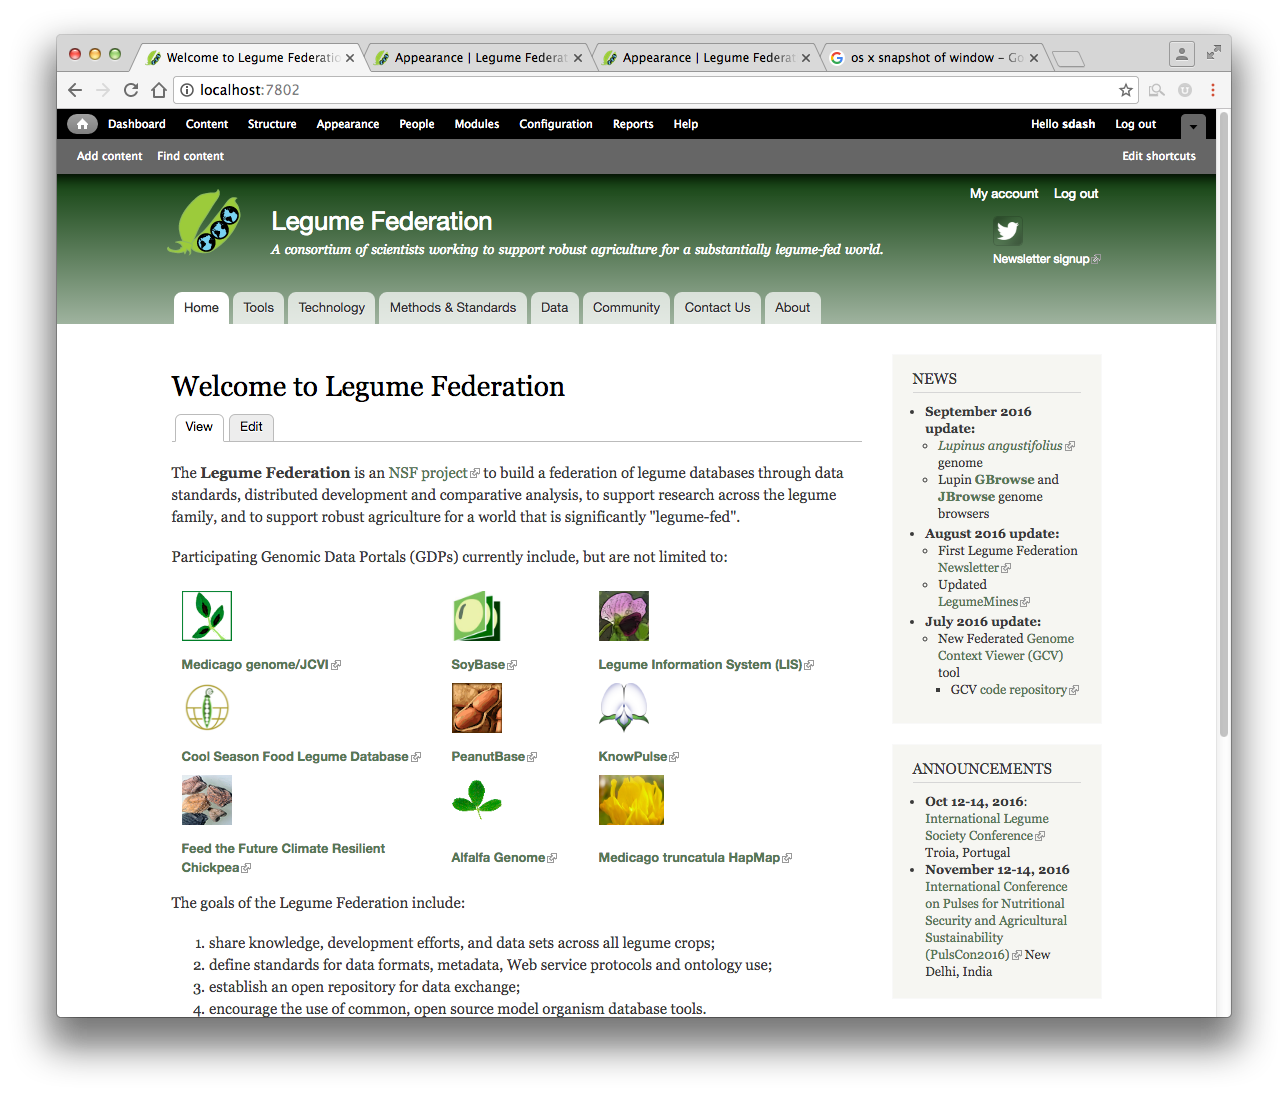 Welcome to Legume Federatio
Appearance | Legume Federat
Appearance | Legume Federat
os x snapshot of window – Go
localhost:7802
Dashboard Content Structure Appearance People Modules Configuration Reports Help Hello sdash Log out
Add content Find content Edit shortcuts
My account Log out
Legume Federation
A consortium of scientists working to support robust agriculture for a substantially legume-fed world.
Newsletter signup
Home Tools Technology Methods & Standards Data Community Contact Us About
Welcome to Legume Federation
View Edit
The Legume Federation is an NSF project to build a federation of legume databases through data
standards, distributed development and comparative analysis, to support research across the legume
family, and to support robust agriculture for a world that is significantly "legume-fed".
Participating Genomic Data Portals (GDPs) currently include, but are not limited to:
Medicago genome/JCVI SoyBase Legume Information System (LIS)
Cool Season Food Legume Database PeanutBase KnowPulse
Feed the Future Climate Resilient
Chickpea Alfalfa Genome Medicago truncatula HapMap
The goals of the Legume Federation include:
1. share knowledge, development efforts, and data sets across all legume crops;
2. define standards for data formats, metadata, Web service protocols and ontology use;
3. establish an open repository for data exchange;
4. encourage the use of common, open source model organism database tools.
NEWS
September 2016
update:
Lupinus angustifolius
genome
Lupin GBrowse and
JBrowse genome
browsers
August 2016 update:
First Legume Federation
Newsletter
Updated
LegumeMines
July 2016 update:
New Federated Genome
Context Viewer (GCV)
tool
GCV code repository
ANNOUNCEMENTS
Oct 12-14, 2016:
International Legume
Society Conference
Troia, Portugal
November 12-14, 2016
International Conference
on Pulses for Nutritional
Security and Agricultural
Sustainability
(PulsCon2016) New
Delhi, India